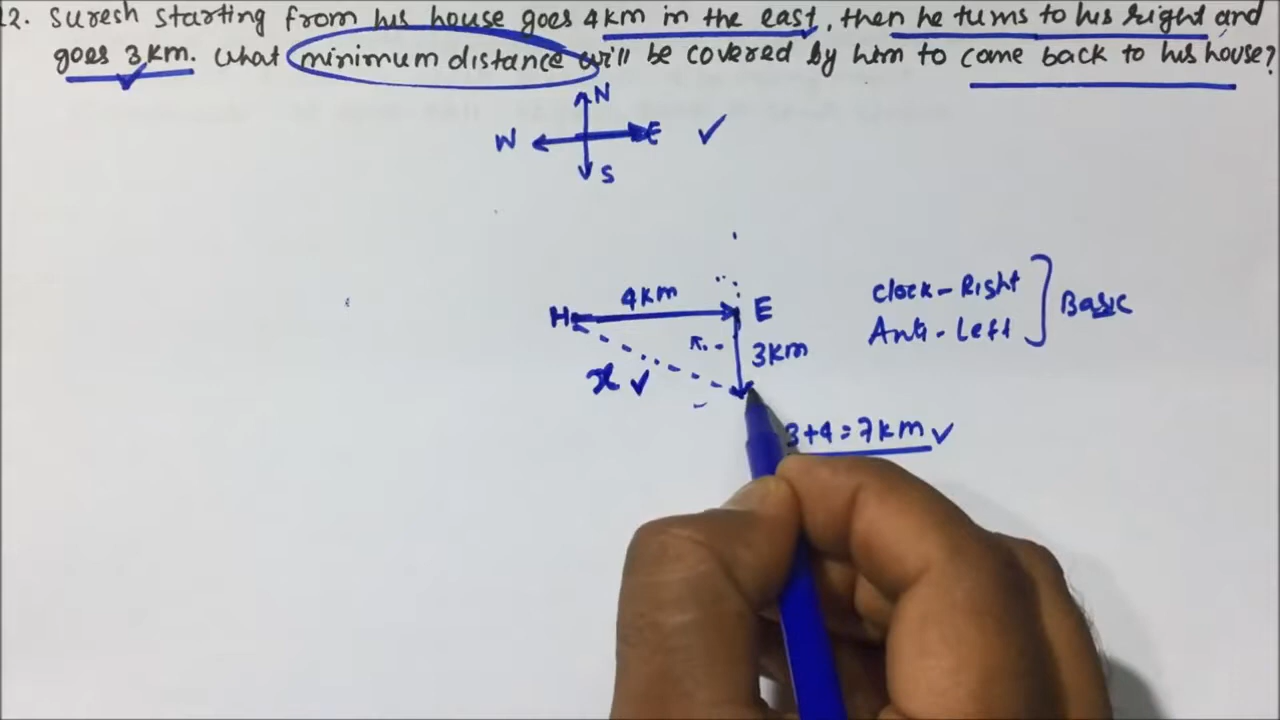 12. Suresh starting from his house goes 4km in the east, then he turns to his right and
goes 3km. What minimum distance will be covered by him to come back to his house?
N
W E
S
4km
H E
3km
x
Clock - Right
Anti - Left
Basic
3+4=7km